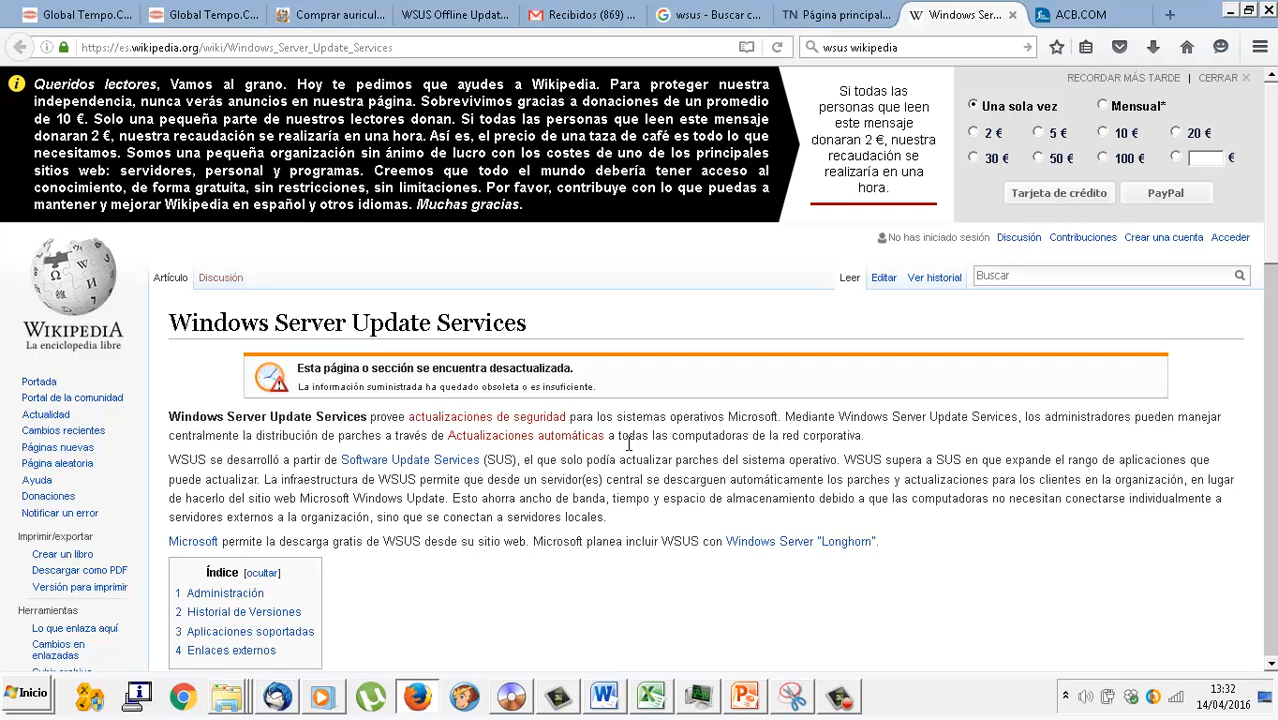 Global Tempo.C...
Global Tempo.C...
Comprar auricul...
WSUS Offline Updat...
Recibidos (869) ...
wsus - Buscar c...
TN Página principal...
W Windows Ser...
ACB.COM
https://es.wikipedia.org/wiki/Windows_Server_Update_Services
wsus wikipedia
Queridos lectores, Vamos al grano. Hoy te pedimos que ayudes a Wikipedia. Para proteger nuestra
independencia, nunca verás anuncios en nuestra página. Sobrevivimos gracias a donaciones de un promedio
de 10 €. Solo una pequeña parte de nuestros lectores donan. Si todas las personas que leen este mensaje
donaran 2 €, nuestra recaudación se realizaría en una hora. Así es, el precio de una taza de café es todo lo que
necesitamos. Somos una pequeña organización sin ánimo de lucro con los costes de uno de los principales
sitios web: servidores, personal y programas. Creemos que todo el mundo debería tener acceso al
conocimiento, de forma gratuita, sin restricciones, sin limitaciones. Por favor, contribuye con lo que puedas a
mantener y mejorar Wikipedia en español y otros idiomas. Muchas gracias.
Si todas las
personas que leen
este mensaje
donaran 2 €, nuestra
recaudación se
realizaría en una
hora.
RECORDAR MÁS TARDE CERRAR
Una sola vez Mensual*
2 € 5 € 10 € 20 €
30 € 50 € 100 € €
Tarjeta de crédito PayPal
No has iniciado sesión Discusión Contribuciones Crear una cuenta Acceder
Artículo Discusión Leer Editar Ver historial Buscar
WIKIPEDIA
La enciclopedia libre
Portada
Portal de la comunidad
Actualidad
Cambios recientes
Páginas nuevas
Página aleatoria
Ayuda
Donaciones
Notificar un error
Imprimir/exportar
Crear un libro
Descargar como PDF
Versión para imprimir
Herramientas
Lo que enlaza aquí
Cambios en
enlazadas
Subir archivo
Windows Server Update Services
Esta página o sección se encuentra desactualizada.
La información suministrada ha quedado obsoleta o es insuficiente.
Windows Server Update Services provee actualizaciones de seguridad para los sistemas operativos Microsoft. Mediante Windows Server Update Services, los administradores pueden manejar
centralmente la distribución de parches a través de Actualizaciones automáticas a todas las computadoras de la red corporativa.
WSUS se desarrolló a partir de Software Update Services (SUS), el que solo podía actualizar parches del sistema operativo. WSUS supera a SUS en que expande el rango de aplicaciones que
puede actualizar. La infraestructura de WSUS permite que desde un servidor(es) central se descarguen automáticamente los parches y actualizaciones para los clientes en la organización, en lugar
de hacerlo del sitio web Microsoft Windows Update. Esto ahorra ancho de banda, tiempo y espacio de almacenamiento debido a que las computadoras no necesitan conectarse individualmente a
servidores externos a la organización, sino que se conectan a servidores locales.
Microsoft permite la descarga gratis de WSUS desde su sitio web. Microsoft planea incluir WSUS con Windows Server "Longhorn".
Índice [ocultar]
1 Administración
2 Historial de Versiones
3 Aplicaciones soportadas
4 Enlaces externos
Inicio
13:32
14/04/2016